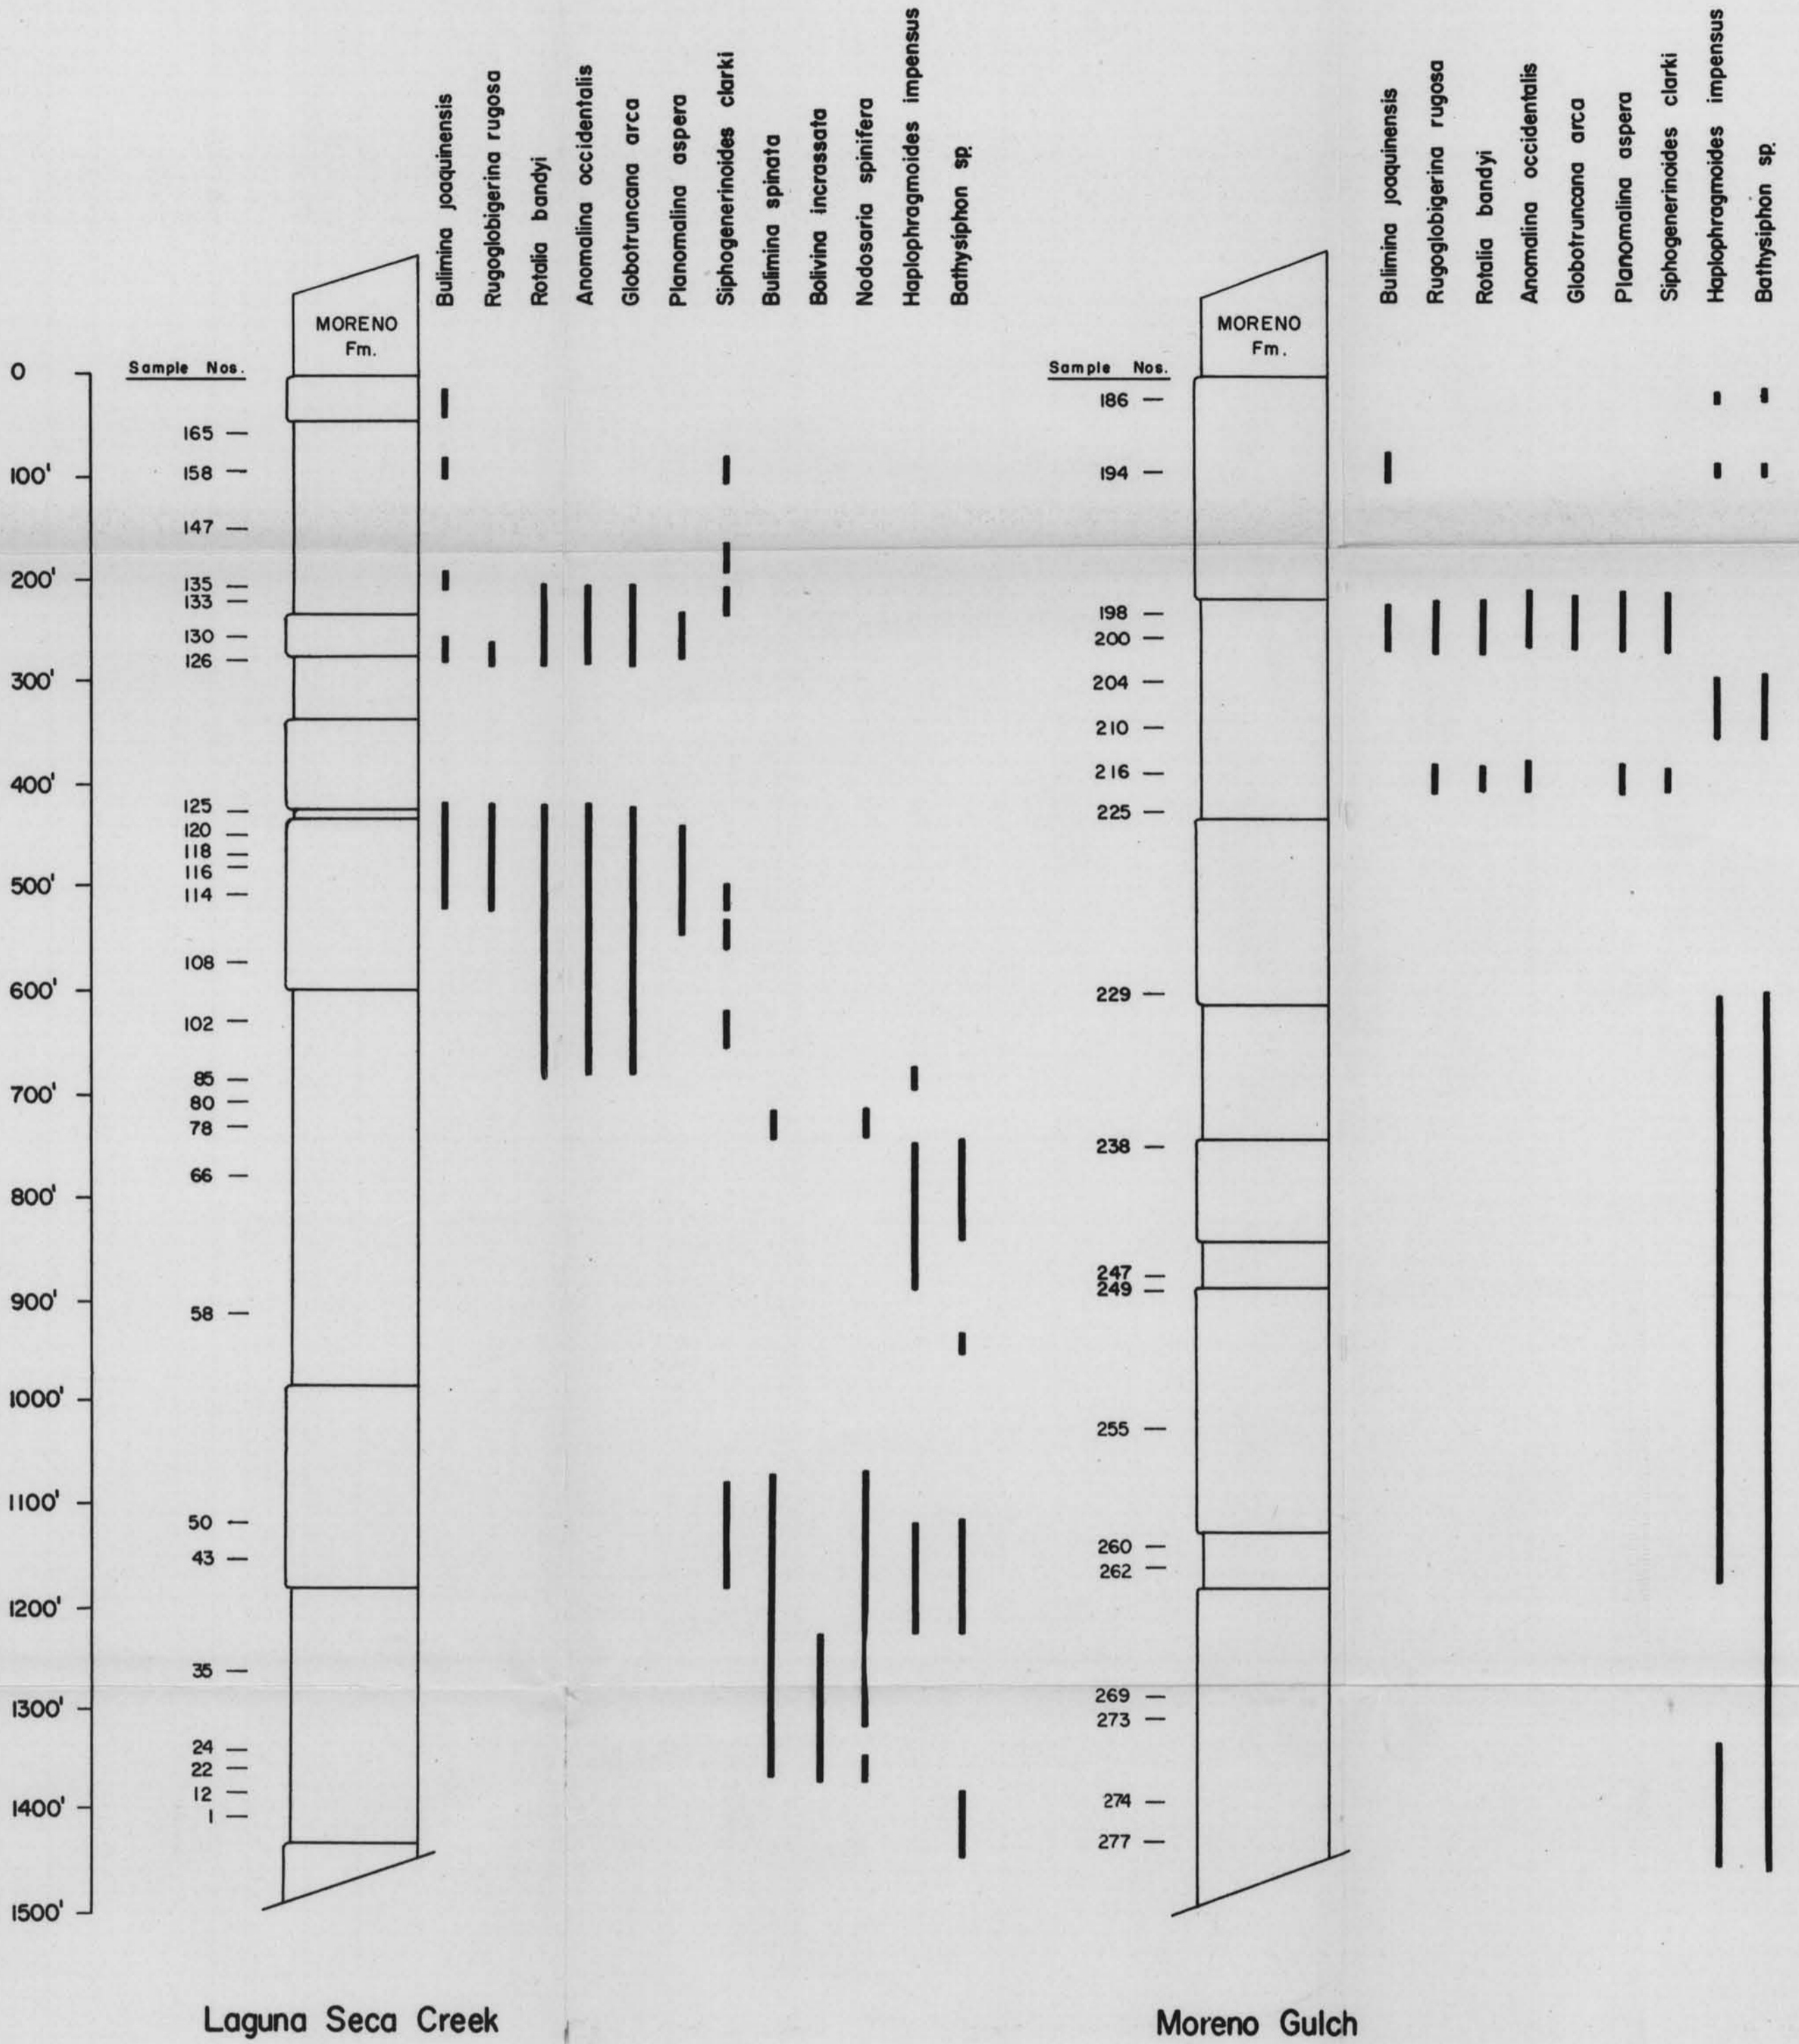 Bulimina joaquinensis
Rugoglobigerina rugosa
Rotalia bandyi
Anomalina occidentalis
Globotruncana arca
Planomalina aspera
Siphogenerinoides clarki
Bulimina spinata
Bolivina incrassata
Nodosaria spinifera
Haplophragmoides impensus
Bathysiphon sp.
MORENO
Fm.
Sample Nos.
0
100'
200'
300'
400'
500'
600'
700'
800'
900'
1000'
1100'
1200'
1300'
1400'
1500'
165
158
147
135
133
130
126
125
120
118
116
114
108
102
85
80
78
66
58
50
43
35
24
22
12
1
Laguna Seca Creek
Bulimina joaquinensis
Rugoglobigerina rugosa
Rotalia bandyi
Anomalina occidentalis
Globotruncana arca
Planomalina aspera
Siphogenerinoides clarki
Haplophragmoides impensus
Bathysiphon sp.
MORENO
Fm.
Sample Nos.
186
194
198
200
204
210
216
225
229
238
247
249
255
260
262
269
273
274
277
Moreno Gulch